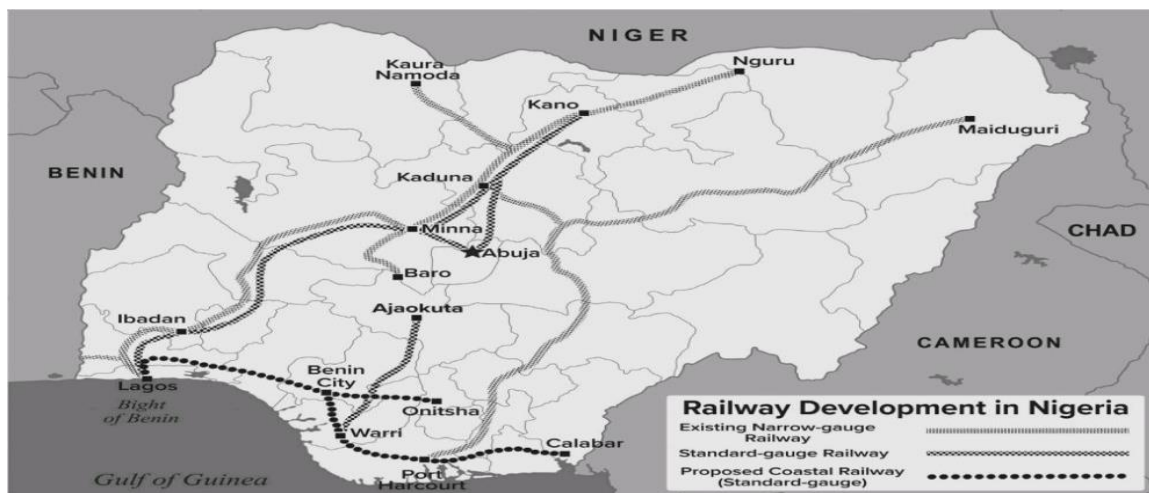 NIGER
Kaura
Namoda
Nguru
Kano
Maiduguri
BENIN
Kaduna
CHAD
Minna
Abuja
Baro
Ajaokuta
Ibadan
CAMEROON
Lagos
Benin
City
Onitsha
Bight
of Benin
Warri
Calabar
Port
Harcourt
Gulf of Guinea
Railway Development in Nigeria
Existing Narrow-gauge
Railway
Standard-gauge Railway
Proposed Coastal Railway
(Standard-gauge)